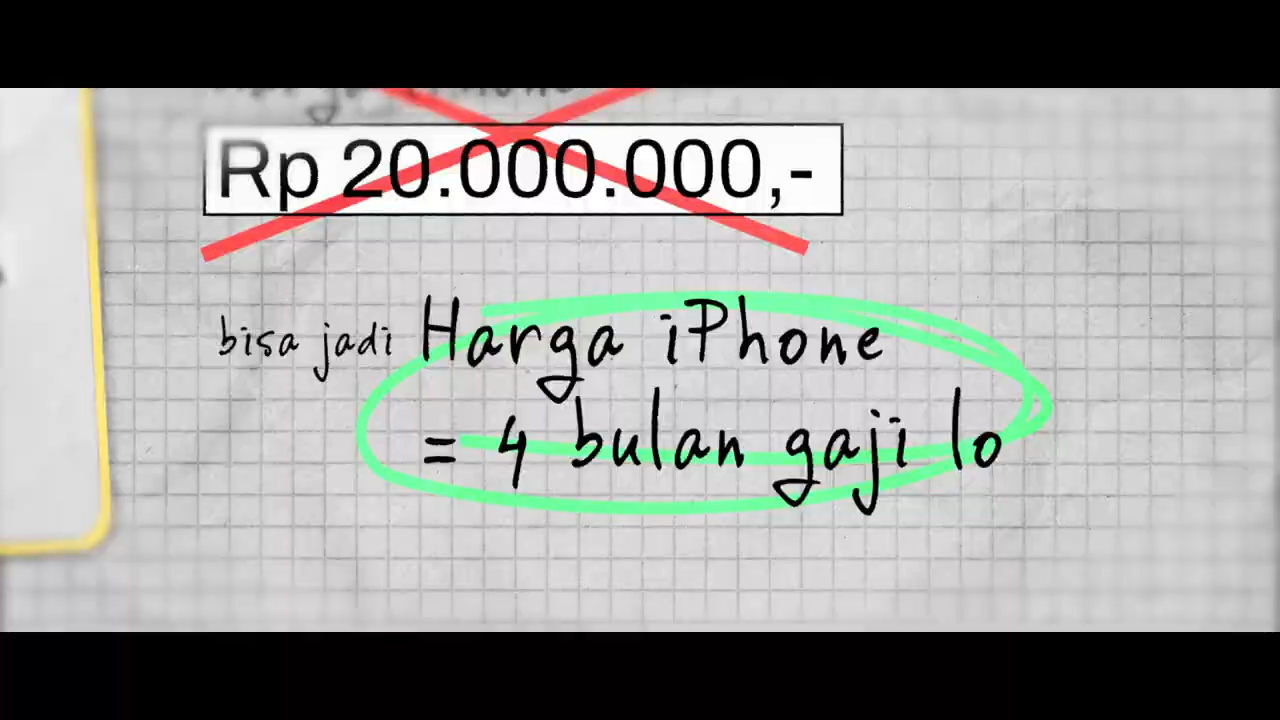 Rp 20.000.000,-
bisa jadi Harga iPhone
= 4 bulan gaji lo